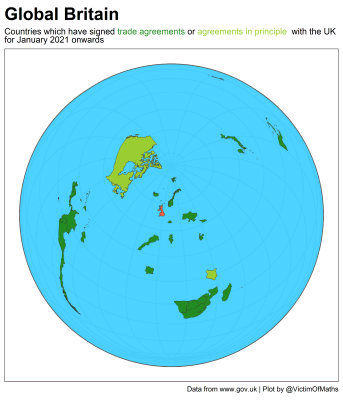 Global Britain
Countries which have signed trade agreements or agreements in principle with the UK
for January 2021 onwards
Data from www.gov.uk | Plot by @VictimOfMaths